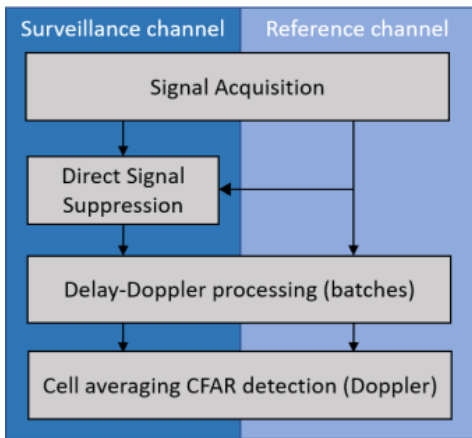 Surveillance channel
Reference channel
Signal Acquisition
Direct Signal
Suppression
Delay-Doppler processing (batches)
Cell averaging CFAR detection (Doppler)